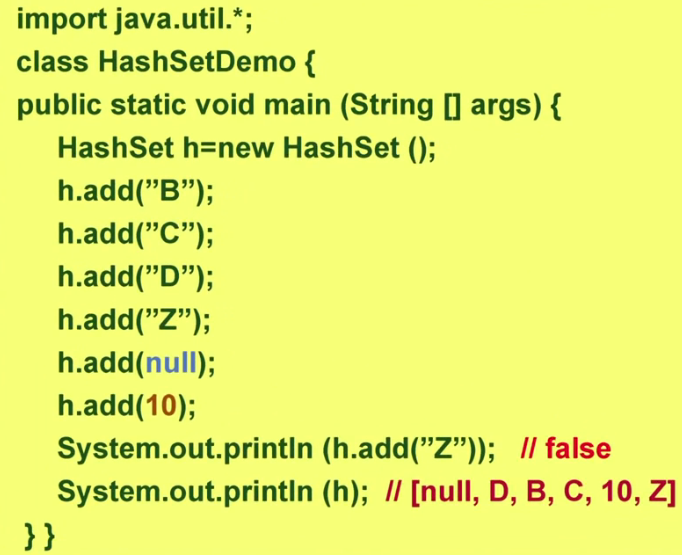 import java.util.*;
class HashSetDemo {
public static void main (String [] args) {
HashSet h=new HashSet ();
h.add(”B”);
h.add(”C”);
h.add(”D”);
h.add(”Z”);
h.add(null);
h.add(10);
System.out.println (h.add(”Z”)); // false
System.out.println (h); // [null, D, B, C, 10, Z]
} }